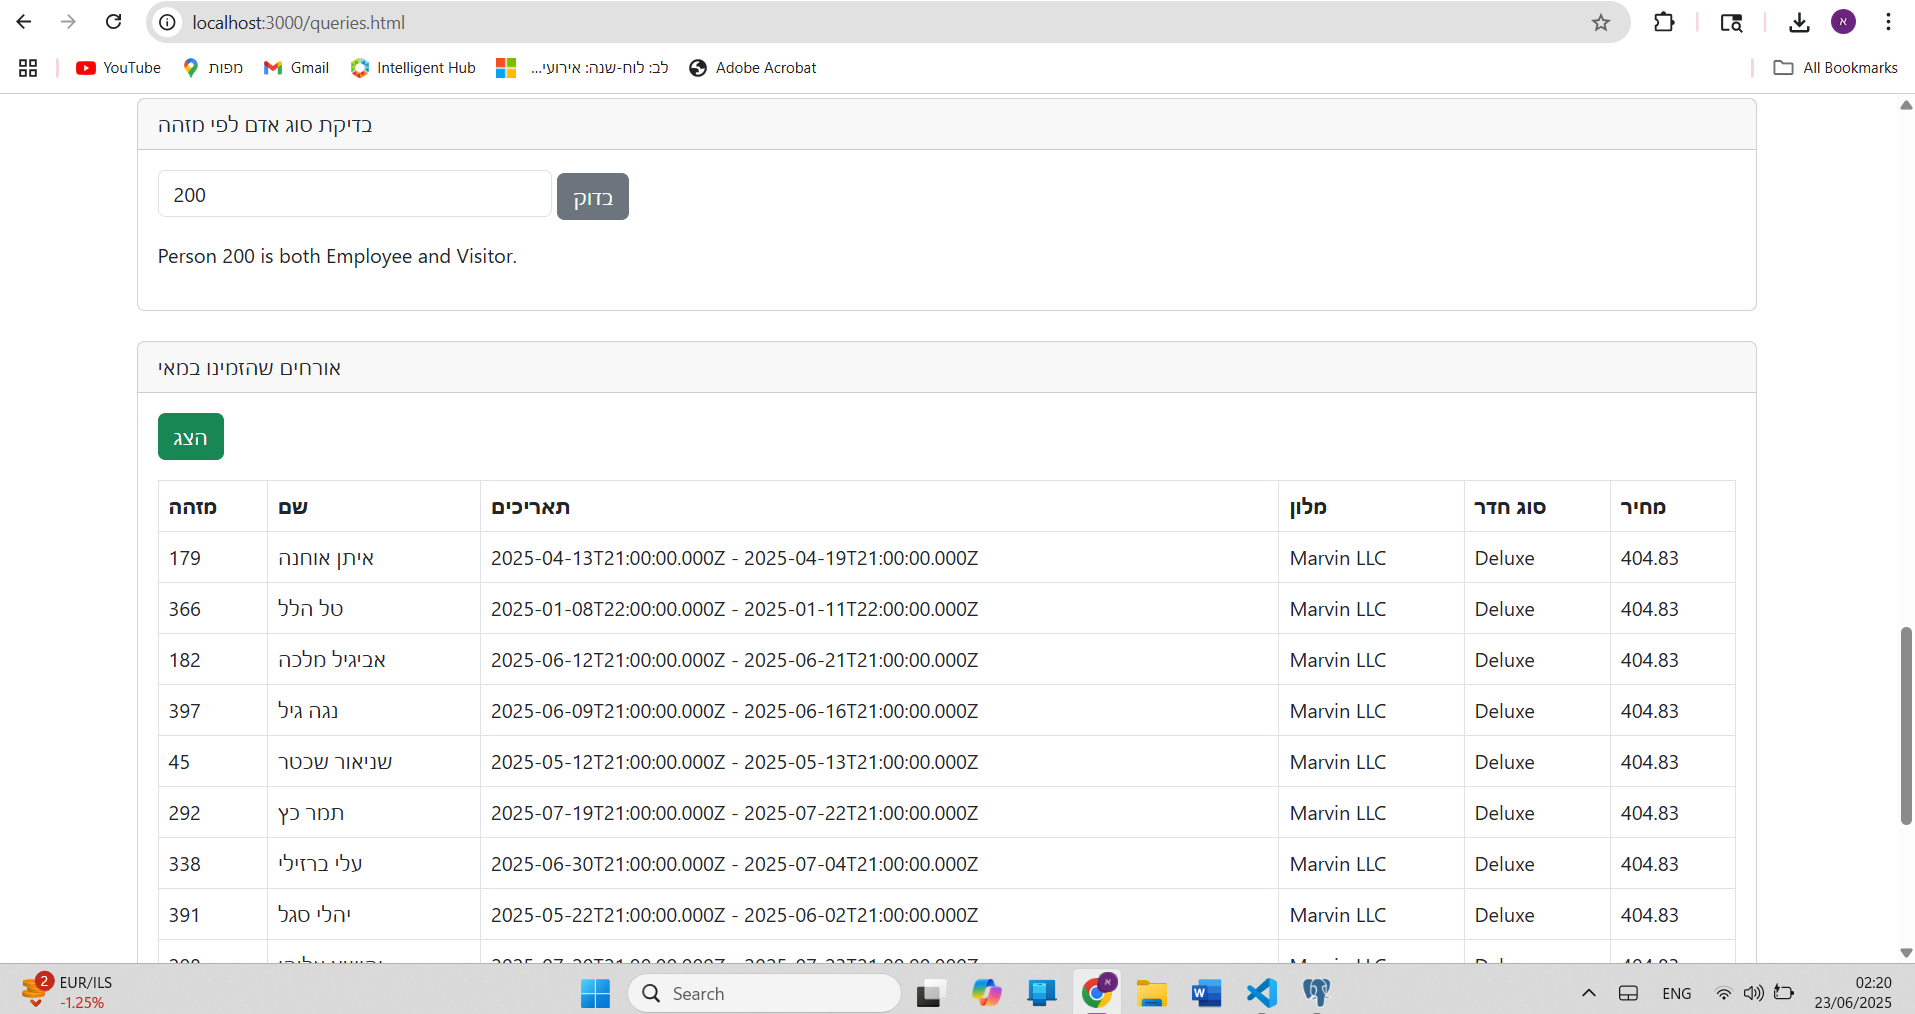 localhost:3000/queries.html
YouTube מפות Gmail Intelligent Hub לב: לוח-שנה: אירועי... Adobe Acrobat All Bookmarks
בדיקת סוג אדם לפי מזהה
200 בדוק
Person 200 is both Employee and Visitor.
אורחים שהזמינו במאי
הצג
מזהה שם תאריכים מלון סוג חדר מחיר
179 איתן אוחנה 2025-04-13T21:00:00.000Z - 2025-04-19T21:00:00.000Z Marvin LLC Deluxe 404.83
366 טל הלל 2025-01-08T22:00:00.000Z - 2025-01-11T22:00:00.000Z Marvin LLC Deluxe 404.83
182 אביגיל מלכה 2025-06-12T21:00:00.000Z - 2025-06-21T21:00:00.000Z Marvin LLC Deluxe 404.83
397 נגה גיל 2025-06-09T21:00:00.000Z - 2025-06-16T21:00:00.000Z Marvin LLC Deluxe 404.83
45 שניאור שכטר 2025-05-12T21:00:00.000Z - 2025-05-13T21:00:00.000Z Marvin LLC Deluxe 404.83
292 תמר כץ 2025-07-19T21:00:00.000Z - 2025-07-22T21:00:00.000Z Marvin LLC Deluxe 404.83
338 עלי ברזילי 2025-06-30T21:00:00.000Z - 2025-07-04T21:00:00.000Z Marvin LLC Deluxe 404.83
391 יהלי סגל 2025-05-22T21:00:00.000Z - 2025-06-02T21:00:00.000Z Marvin LLC Deluxe 404.83
2 EUR/ILS Search ENG 02:20
-1.25% 23/06/2025